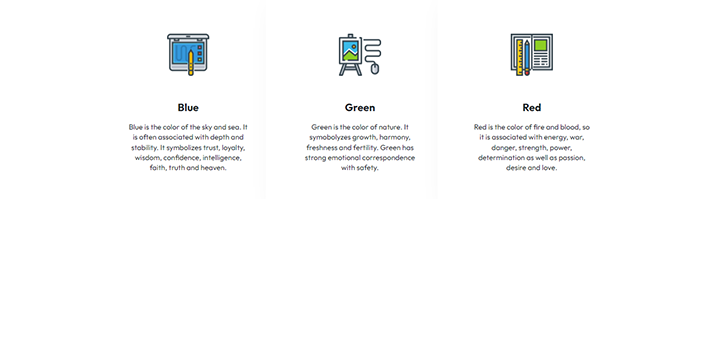 Blue
Blue is the color of the sky and sea. It
is often associated with depth and
stability. It symbolizes trust, loyalty,
wisdom, confidence, intelligence,
faith, truth and heaven.
Green
Green is the color of nature. It
symobolyzes growth, harmony,
freshness and fertility. Green has
strong emotional correspondence
with safety.
Red
Red is the color of fire and blood, so
it is associated with energy, war,
danger, strength, power,
determination as well as passion,
desire and love.